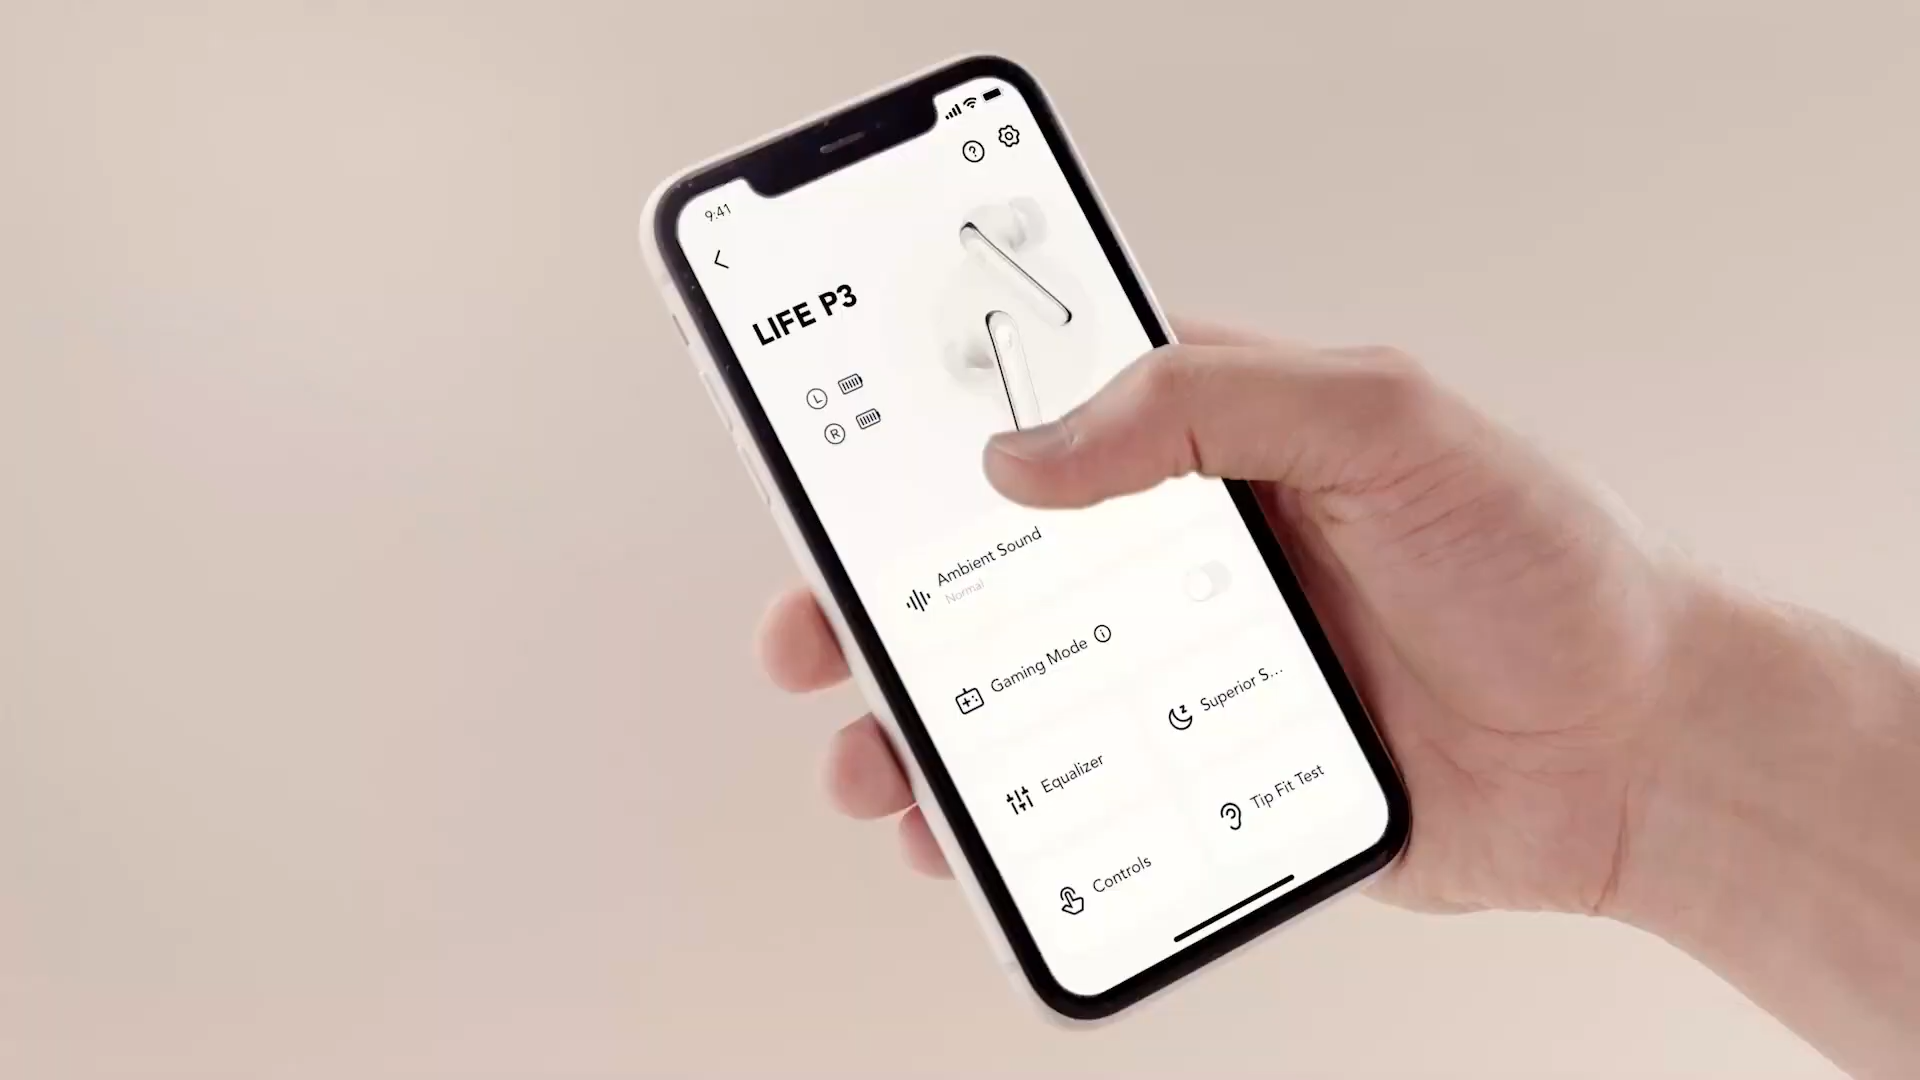 9:41
LIFE P3
L
R
Ambient Sound
Normal
Gaming Mode
Superior S...
Equalizer
Tip Fit Test
Controls